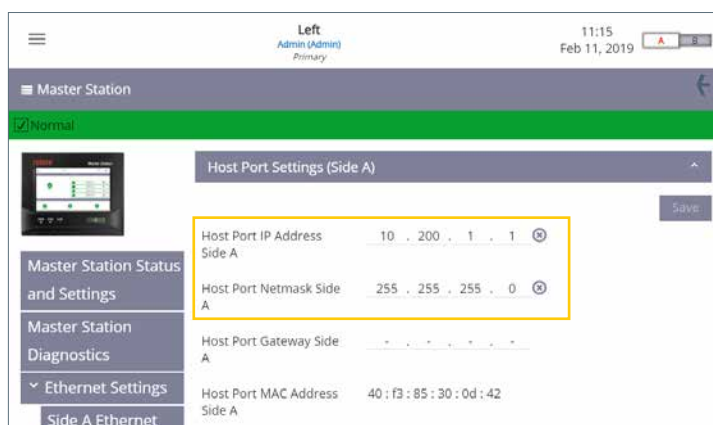 Left
Admin (Admin)
Primary
11:15
Feb 11, 2019
A B
Master Station
Normal
Host Port Settings (Side A)
Save
Host Port IP Address
Side A
10 . 200 . 1 . 1
Host Port Netmask Side
A
255 . 255 . 255 . 0
Host Port Gateway Side
A
- . - . - . -
Host Port MAC Address
Side A
40 : f3 : 85 : 30 : 0d : 42
Master Station Status
and Settings
Master Station
Diagnostics
Ethernet Settings
Side A Ethernet